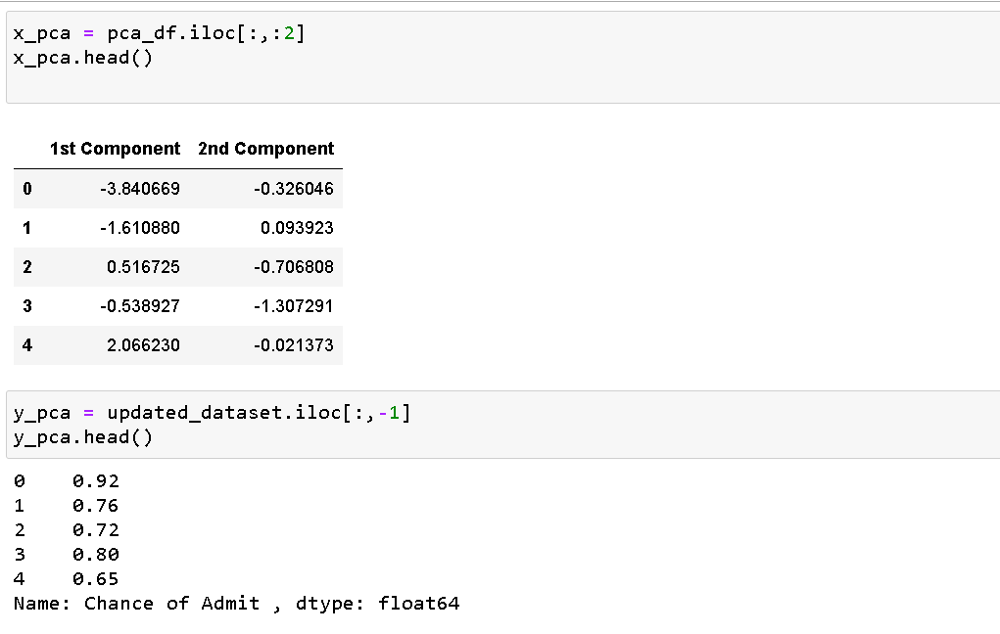 x_pca = pca_df.iloc[:,:2]
x_pca.head()
1st Component 2nd Component
0 -3.840669 -0.326046
1 -1.610880 0.093923
2 0.516725 -0.706808
3 -0.538927 -1.307291
4 2.066230 -0.021373
y_pca = updated_dataset.iloc[:,-1]
y_pca.head()
0 0.92
1 0.76
2 0.72
3 0.80
4 0.65
Name: Chance of Admit , dtype: float64